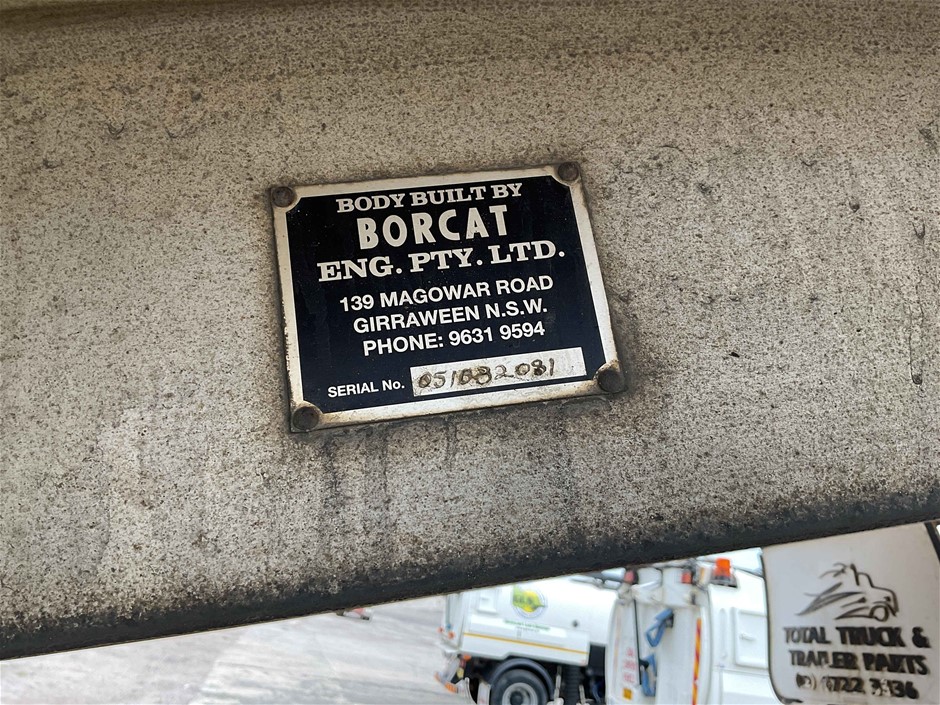 BODY BUILT BY
BORCAT
ENG. PTY. LTD.
139 MAGOWAR ROAD
GIRRAWEEN N.S.W.
PHONE: 9631 9594
SERIAL No. 051082081
TOTAL TRUCK &
TRAILER PARTS